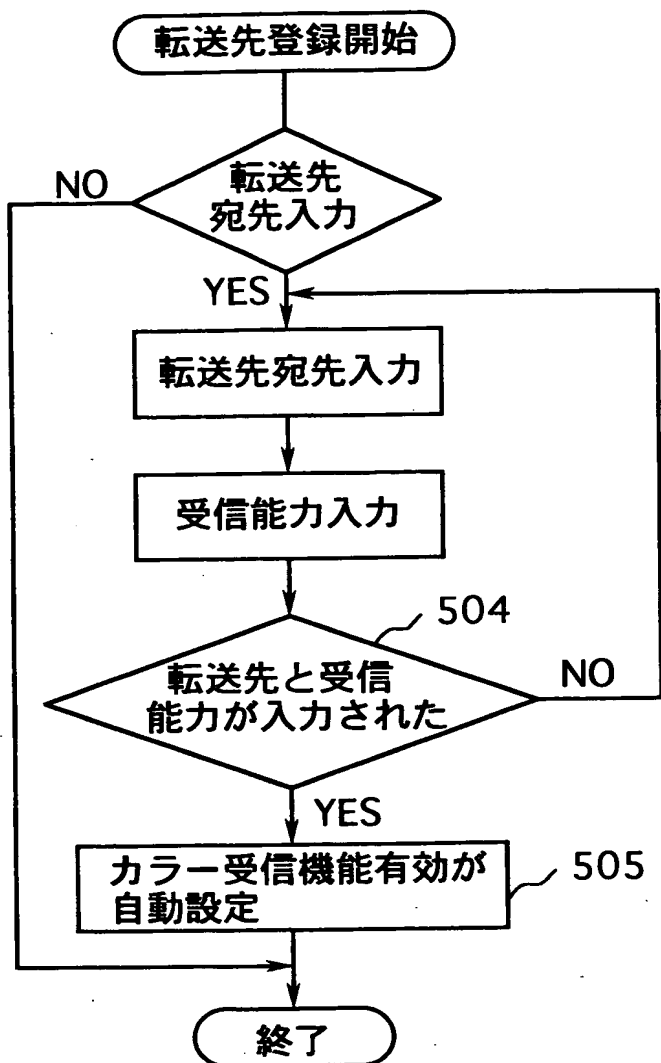 転送先登録開始
転送先
宛先入力
NO
YES
転送先宛先入力
受信能力入力
504
転送先と受信
能力が入力された
NO
YES
カラー受信機能有効が
自動設定
505
終了